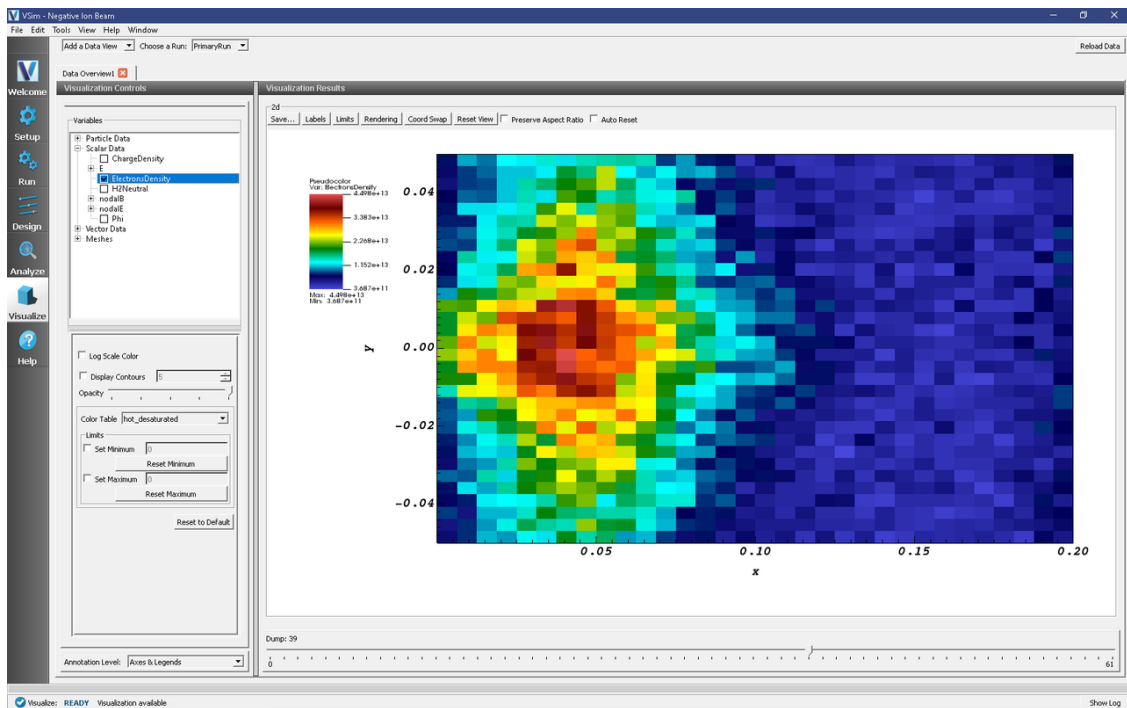 VSim - Negative Ion Beam
File Edit Tools View Help Window
Add a Data View Choose a Run: PrimaryRun Reload Data
Data Overview1
Welcome
Setup
Run
Design
Analyze
Visualize
Help
Visualization Controls
Variables
Particle Data
Scalar Data
ChargeDensity
E
ElectronsDensity
H2Neutral
nodalB
nodalE
Phi
Vector Data
Meshes
Log Scale Color
Display Contours 5
Opacity
Color Table hot_desaturated
Limits
Set Minimum 0
Reset Minimum
Set Maximum 0
Reset Maximum
Reset to Default
Annotation Level: Axes & Legends
Visualization Results
2d
Save... Labels Limits Rendering Coord Swap Reset View Preserve Aspect Ratio Auto Reset
Pseudocolor
Var: ElectronsDensity
4.498e+13
3.383e+13
2.268e+13
1.152e+13
3.687e+11
Max: 4.498e+13
Min: 3.687e+11
0.04
0.02
0.00
-0.02
-0.04
y
0.05 0.10 0.15 0.20
x
Dump: 39
0 61
Visualize: READY Visualization available Show Log